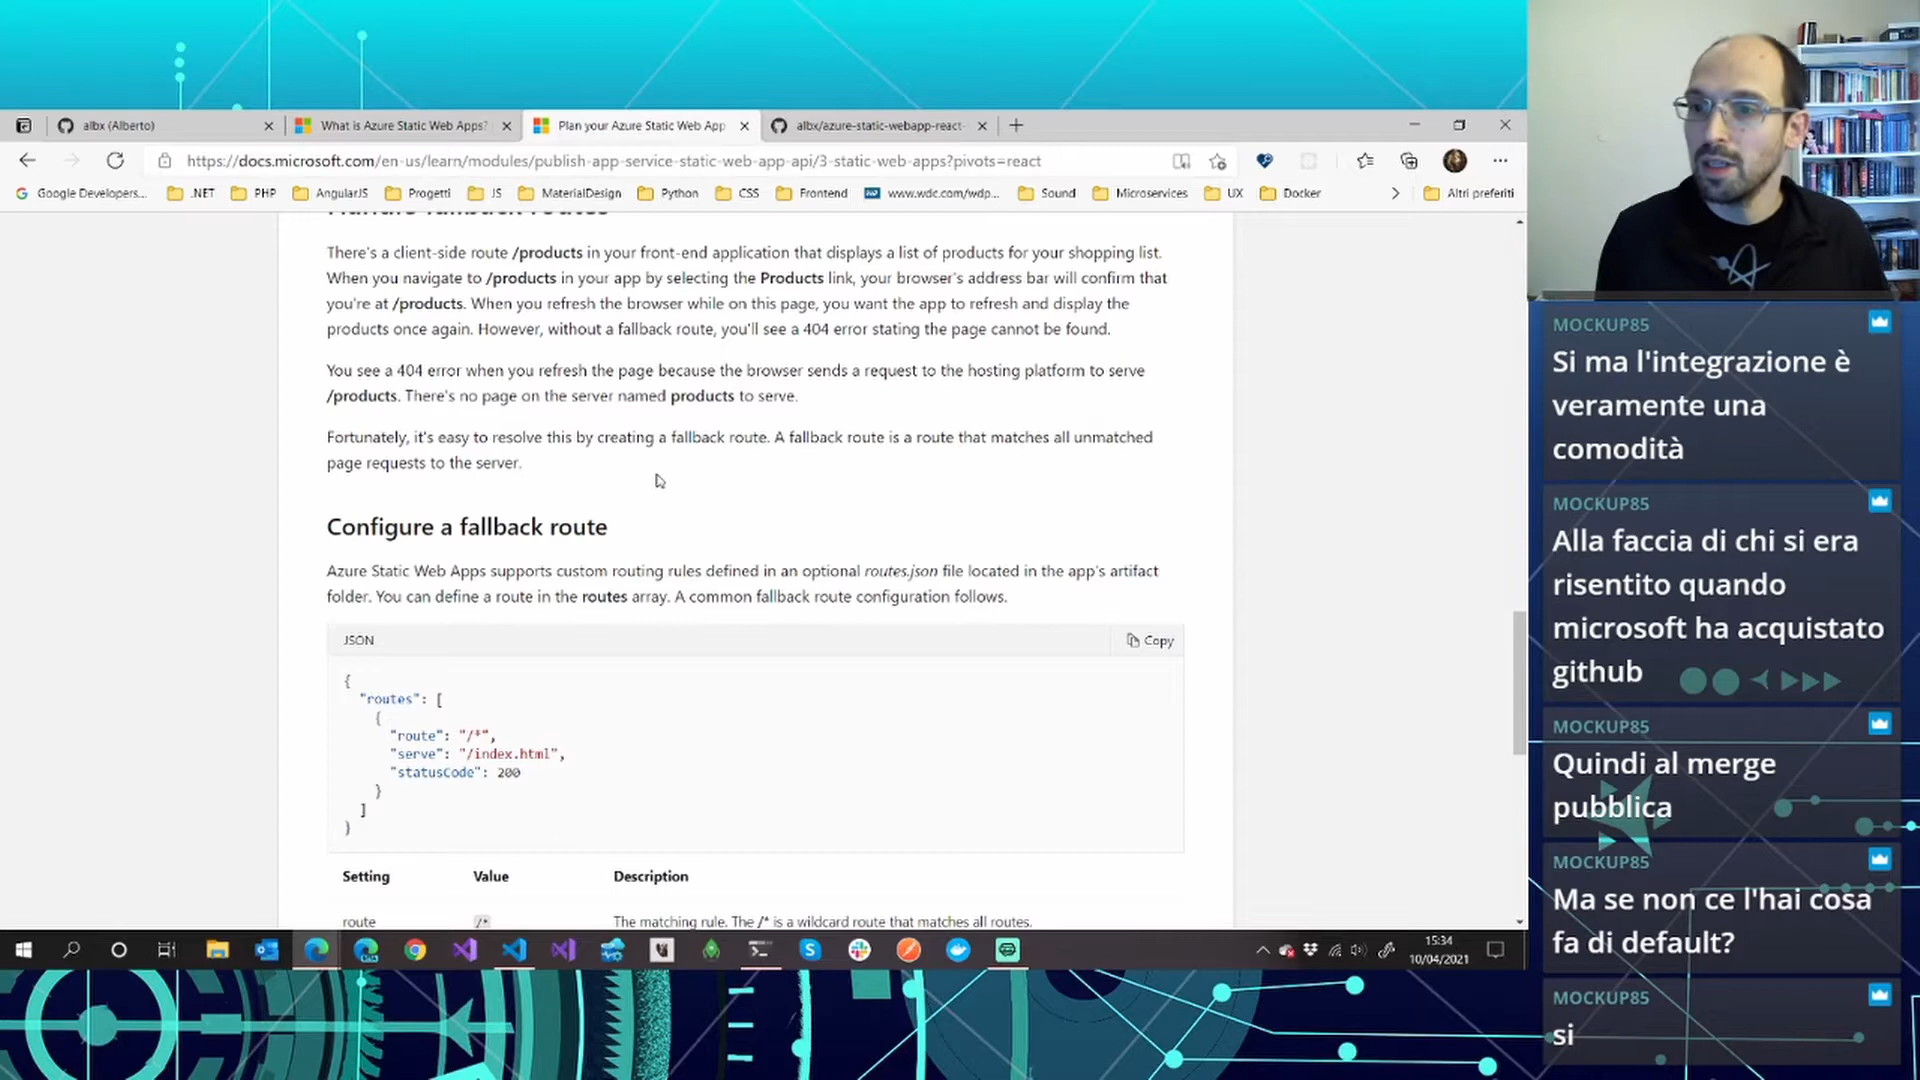 albx (Alberto)
What is Azure Static Web Apps?
Plan your Azure Static Web App
albx/azure-static-webapp-react-
https://docs.microsoft.com/en-us/learn/modules/publish-app-service-static-web-app-api/3-static-web-apps?pivots=react
Google Developers...
.NET
PHP
AngularJS
Progetti
JS
MaterialDesign
Python
CSS
Frontend
www.wdc.com/wdp...
Sound
Microservices
UX
Docker
Altri preferiti
Handle fallback routes
There's a client-side route /products in your front-end application that displays a list of products for your shopping list.
When you navigate to /products in your app by selecting the Products link, your browser's address bar will confirm that
you're at /products. When you refresh the browser while on this page, you want the app to refresh and display the
products once again. However, without a fallback route, you'll see a 404 error stating the page cannot be found.
You see a 404 error when you refresh the page because the browser sends a request to the hosting platform to serve
/products. There's no page on the server named products to serve.
Fortunately, it's easy to resolve this by creating a fallback route. A fallback route is a route that matches all unmatched
page requests to the server.
Configure a fallback route
Azure Static Web Apps supports custom routing rules defined in an optional routes.json file located in the app's artifact
folder. You can define a route in the routes array. A common fallback route configuration follows.
JSON
Copy
{
"routes": [
{
"route": "/*",
"serve": "/index.html",
"statusCode": 200
}
]
}
Setting Value Description
route /* The matching rule. The /* is a wildcard route that matches all routes.
15:34
10/04/2021
MOCKUP85
Si ma l'integrazione è
veramente una
comodità
MOCKUP85
Alla faccia di chi si era
risentito quando
microsoft ha acquistato
github
MOCKUP85
Quindi al merge
pubblica
MOCKUP85
Ma se non ce l'hai cosa
fa di default?
MOCKUP85
si